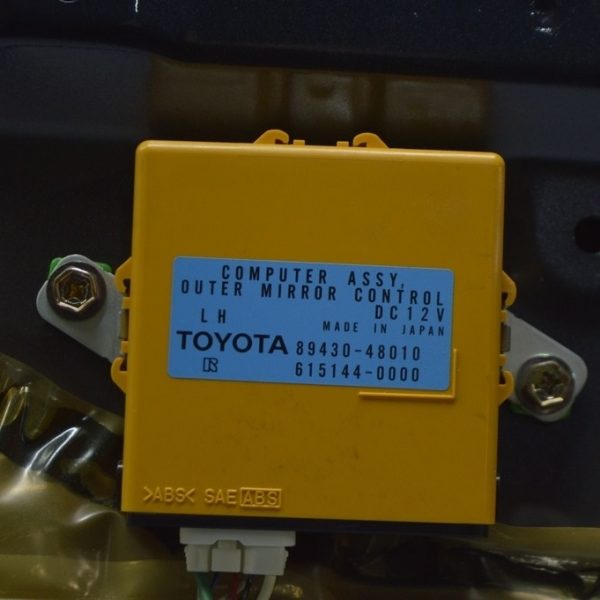 COMPUTER ASSY,
OUTER MIRROR CONTROL
LH DC12V
MADE IN JAPAN
TOYOTA 89430-48010
R 615144-0000
>ABS< SAE ABS